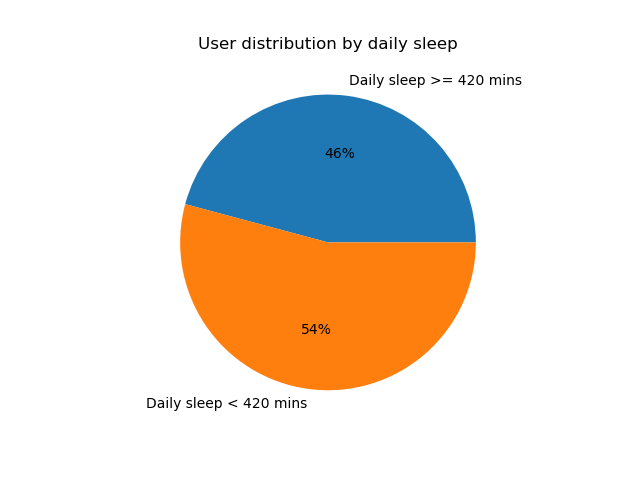 User distribution by daily sleep
Daily sleep >= 420 mins
46%
54%
Daily sleep < 420 mins